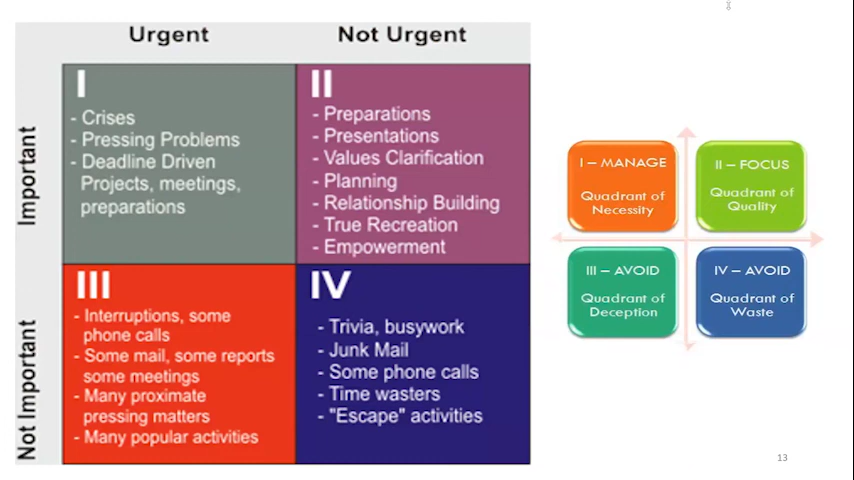 Urgent
Not Urgent
Important
I
- Crises
- Pressing Problems
- Deadline Driven
Projects, meetings,
preparations
II
- Preparations
- Presentations
- Values Clarification
- Planning
- Relationship Building
- True Recreation
- Empowerment
Not Important
III
- Interruptions, some
phone calls
- Some mail, some reports
some meetings
- Many proximate
pressing matters
- Many popular activities
IV
- Trivia, busywork
- Junk Mail
- Some phone calls
- Time wasters
- "Escape" activities
I – MANAGE
Quadrant of
Necessity
II – FOCUS
Quadrant of
Quality
III – AVOID
Quadrant of
Deception
IV – AVOID
Quadrant of
Waste
13